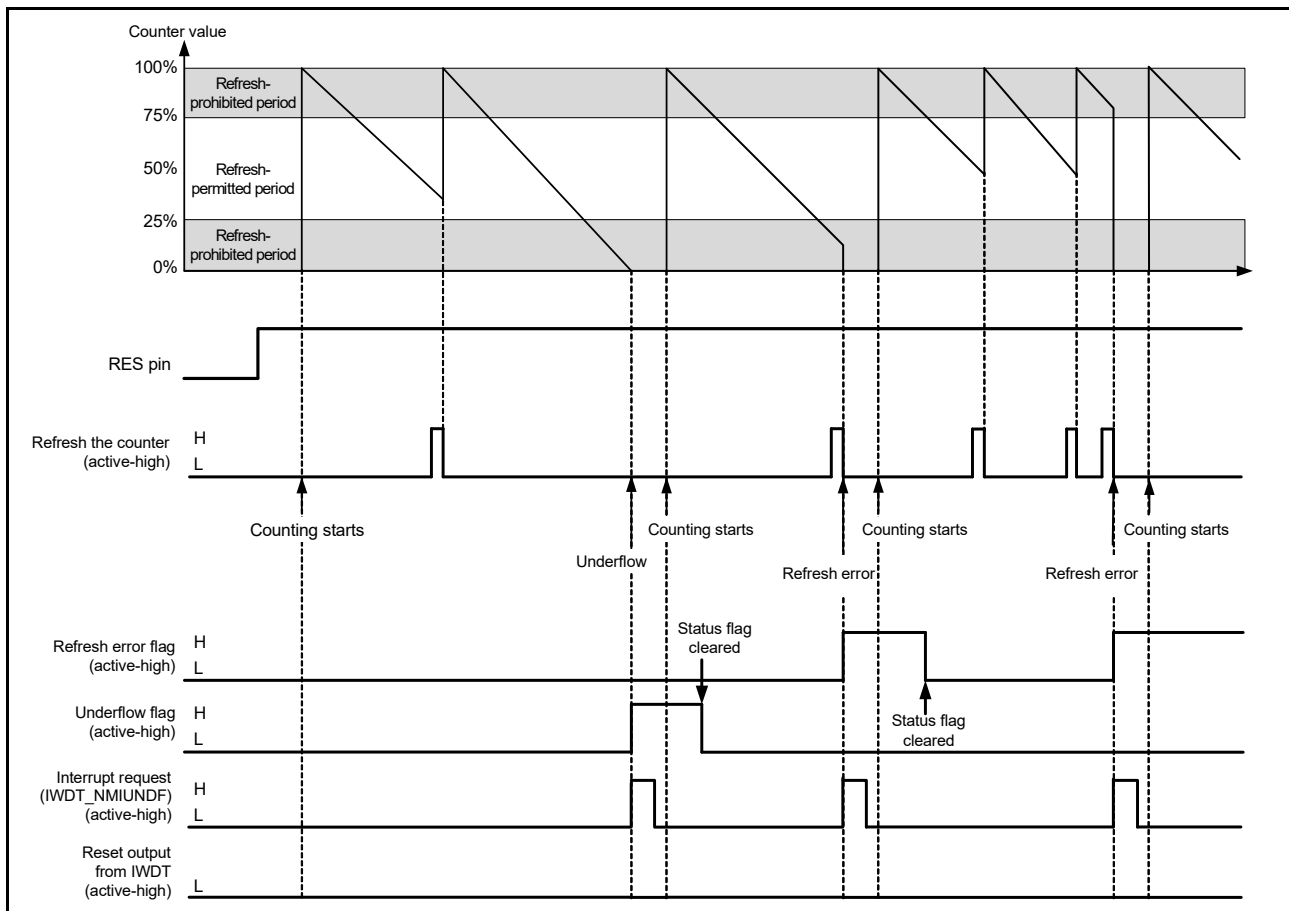 Counter value
100%
Refresh-
prohibited period
75%
50%
Refresh-
permitted period
25%
Refresh-
prohibited period
0%
RES pin
Refresh the counter
(active-high)
H
L
Counting starts
Counting starts
Counting starts
Counting starts
Underflow
Refresh error
Refresh error
Status flag
cleared
Refresh error flag
(active-high)
H
L
Underflow flag
(active-high)
H
L
Status flag
cleared
Interrupt request
(IWDT_NMIUNDF)
(active-high)
H
L
Reset output
from IWDT
(active-high)
L